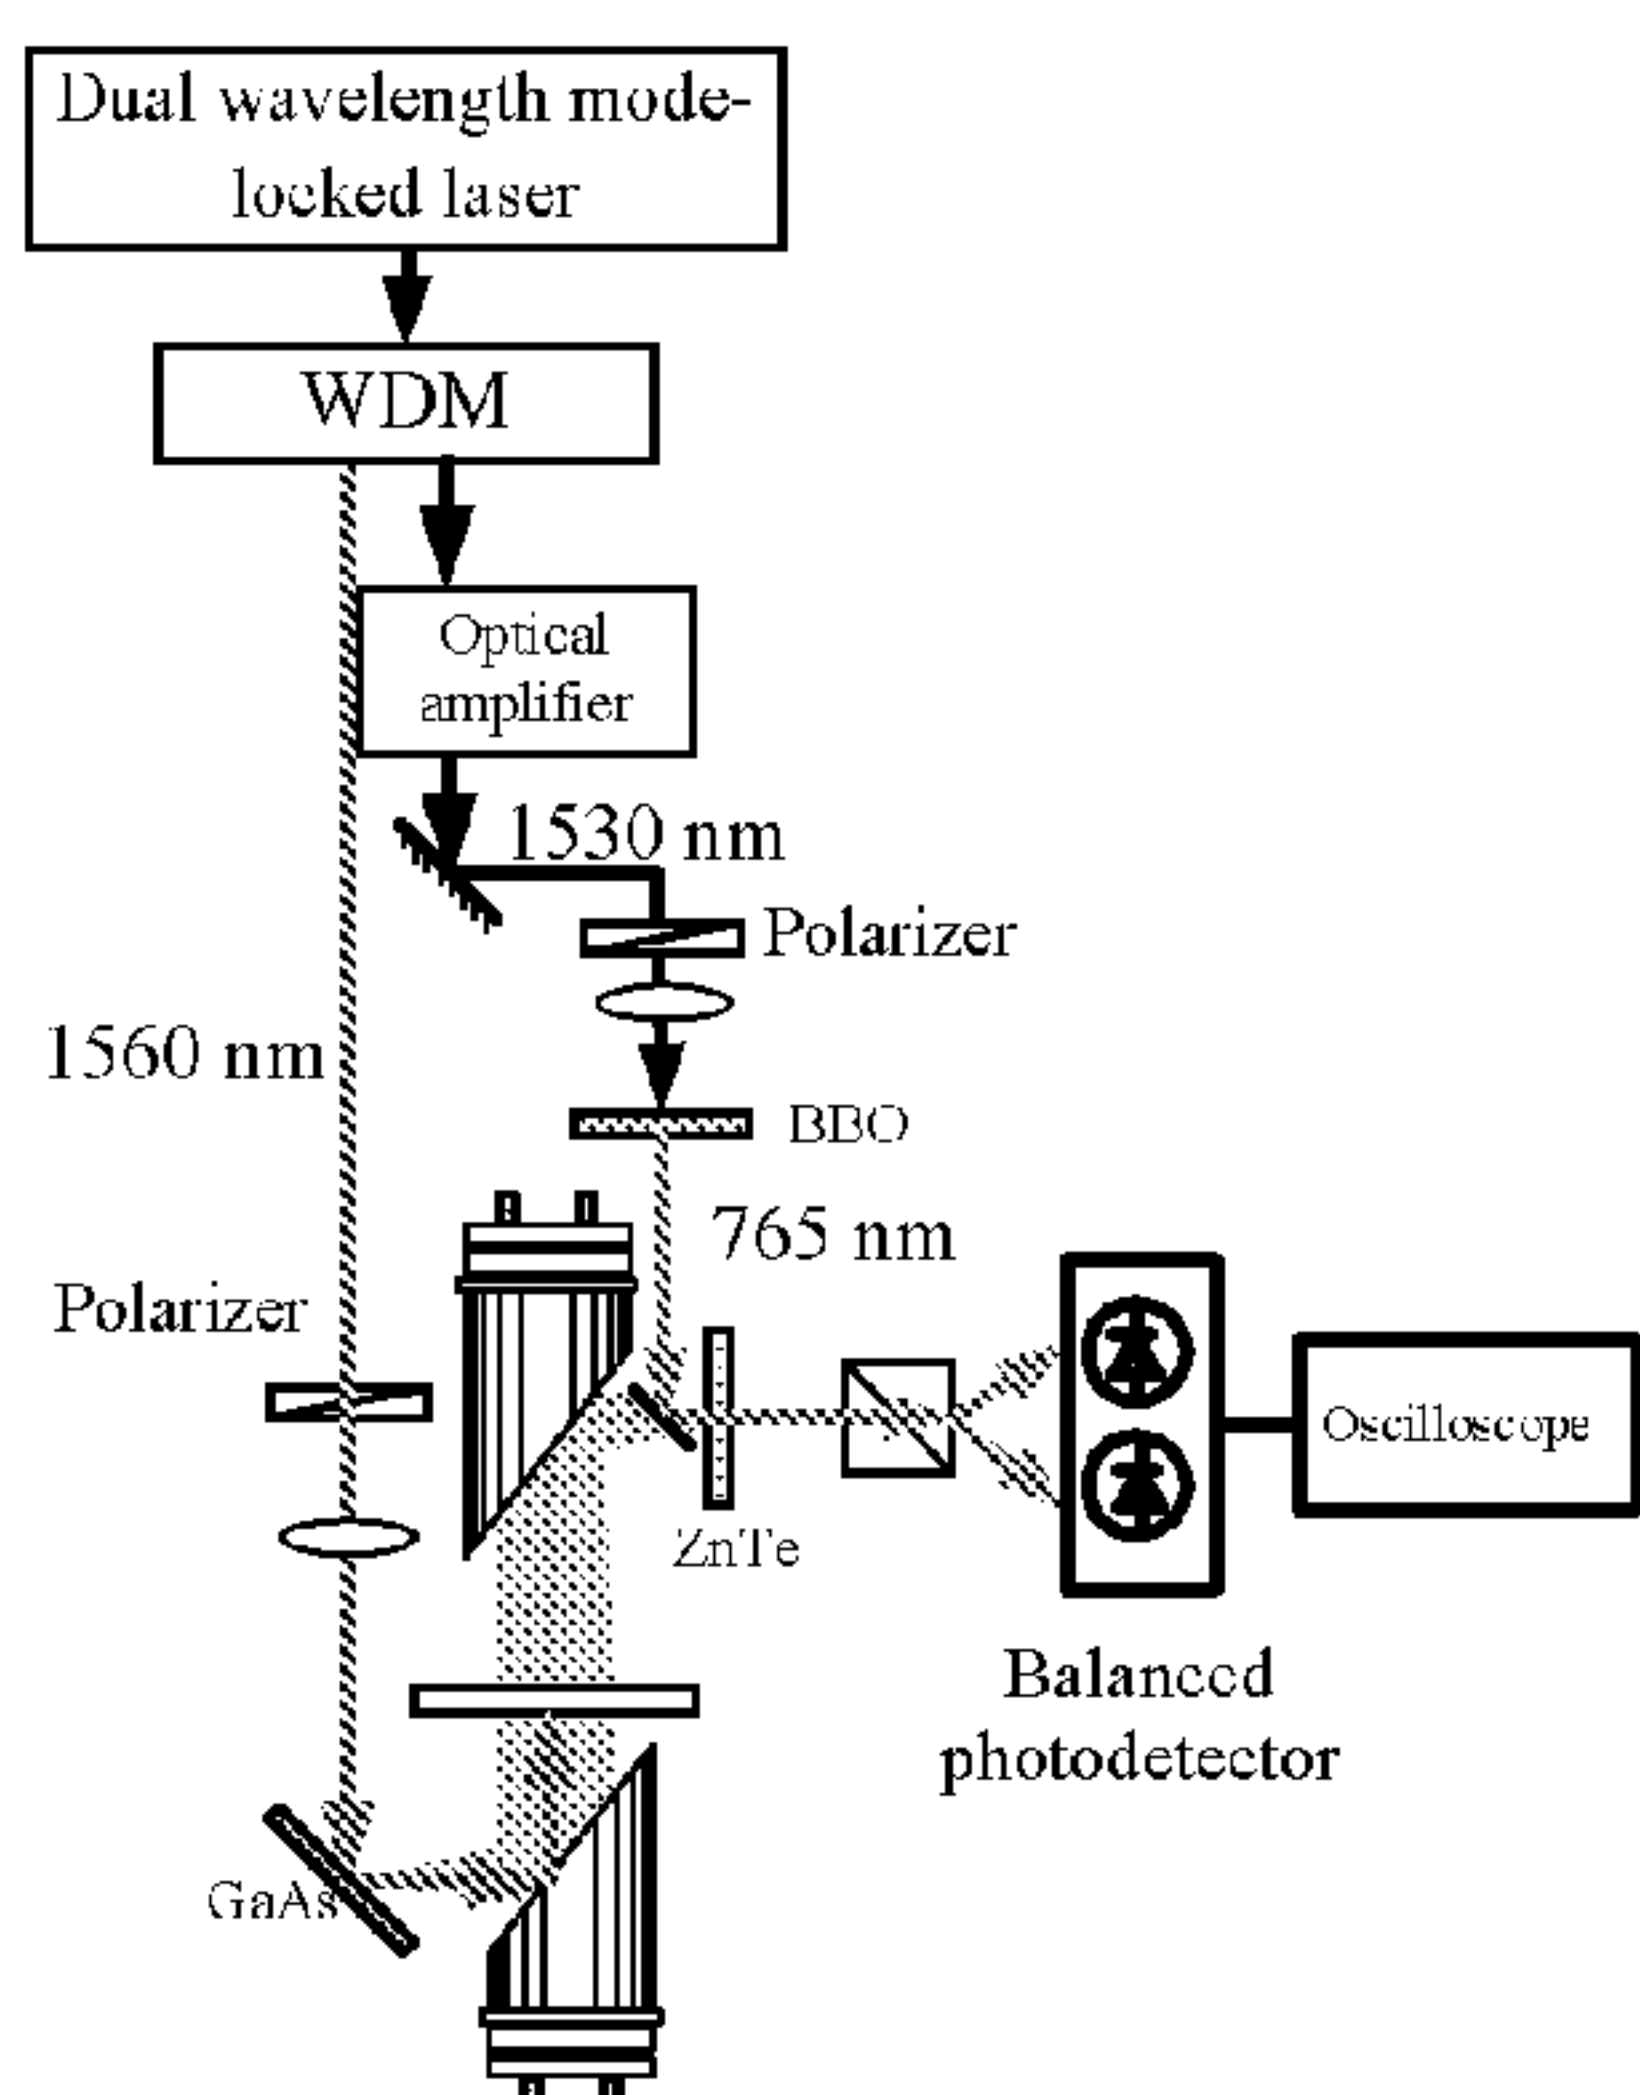 Dual wavelength mode-
locked laser
WDM
Optical
amplifier
1530 nm
Polarizer
1560 nm
BBO
765 nm
Polarizer
Oscilloscope
ZnTe
Balanced
photodetector
GaAs